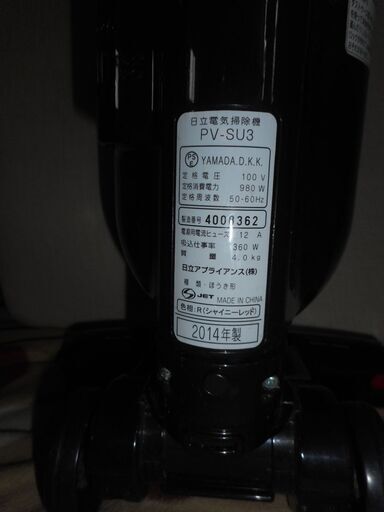 日立電気掃除機
PV-SU3
PS
E
YAMADA.D.K.K.
定格電圧 100 V
定格消費電力 980 W
定格周波数 50-60Hz
製造番号 4000362
電源用電流ヒューズ 12 A
吸込仕事率 360 W
質量 4.0 kg
日立アプライアンス(株)
種類・ほうき形
S JET MADE IN CHINA
色相:R(シャイニーレッド)
2014年製